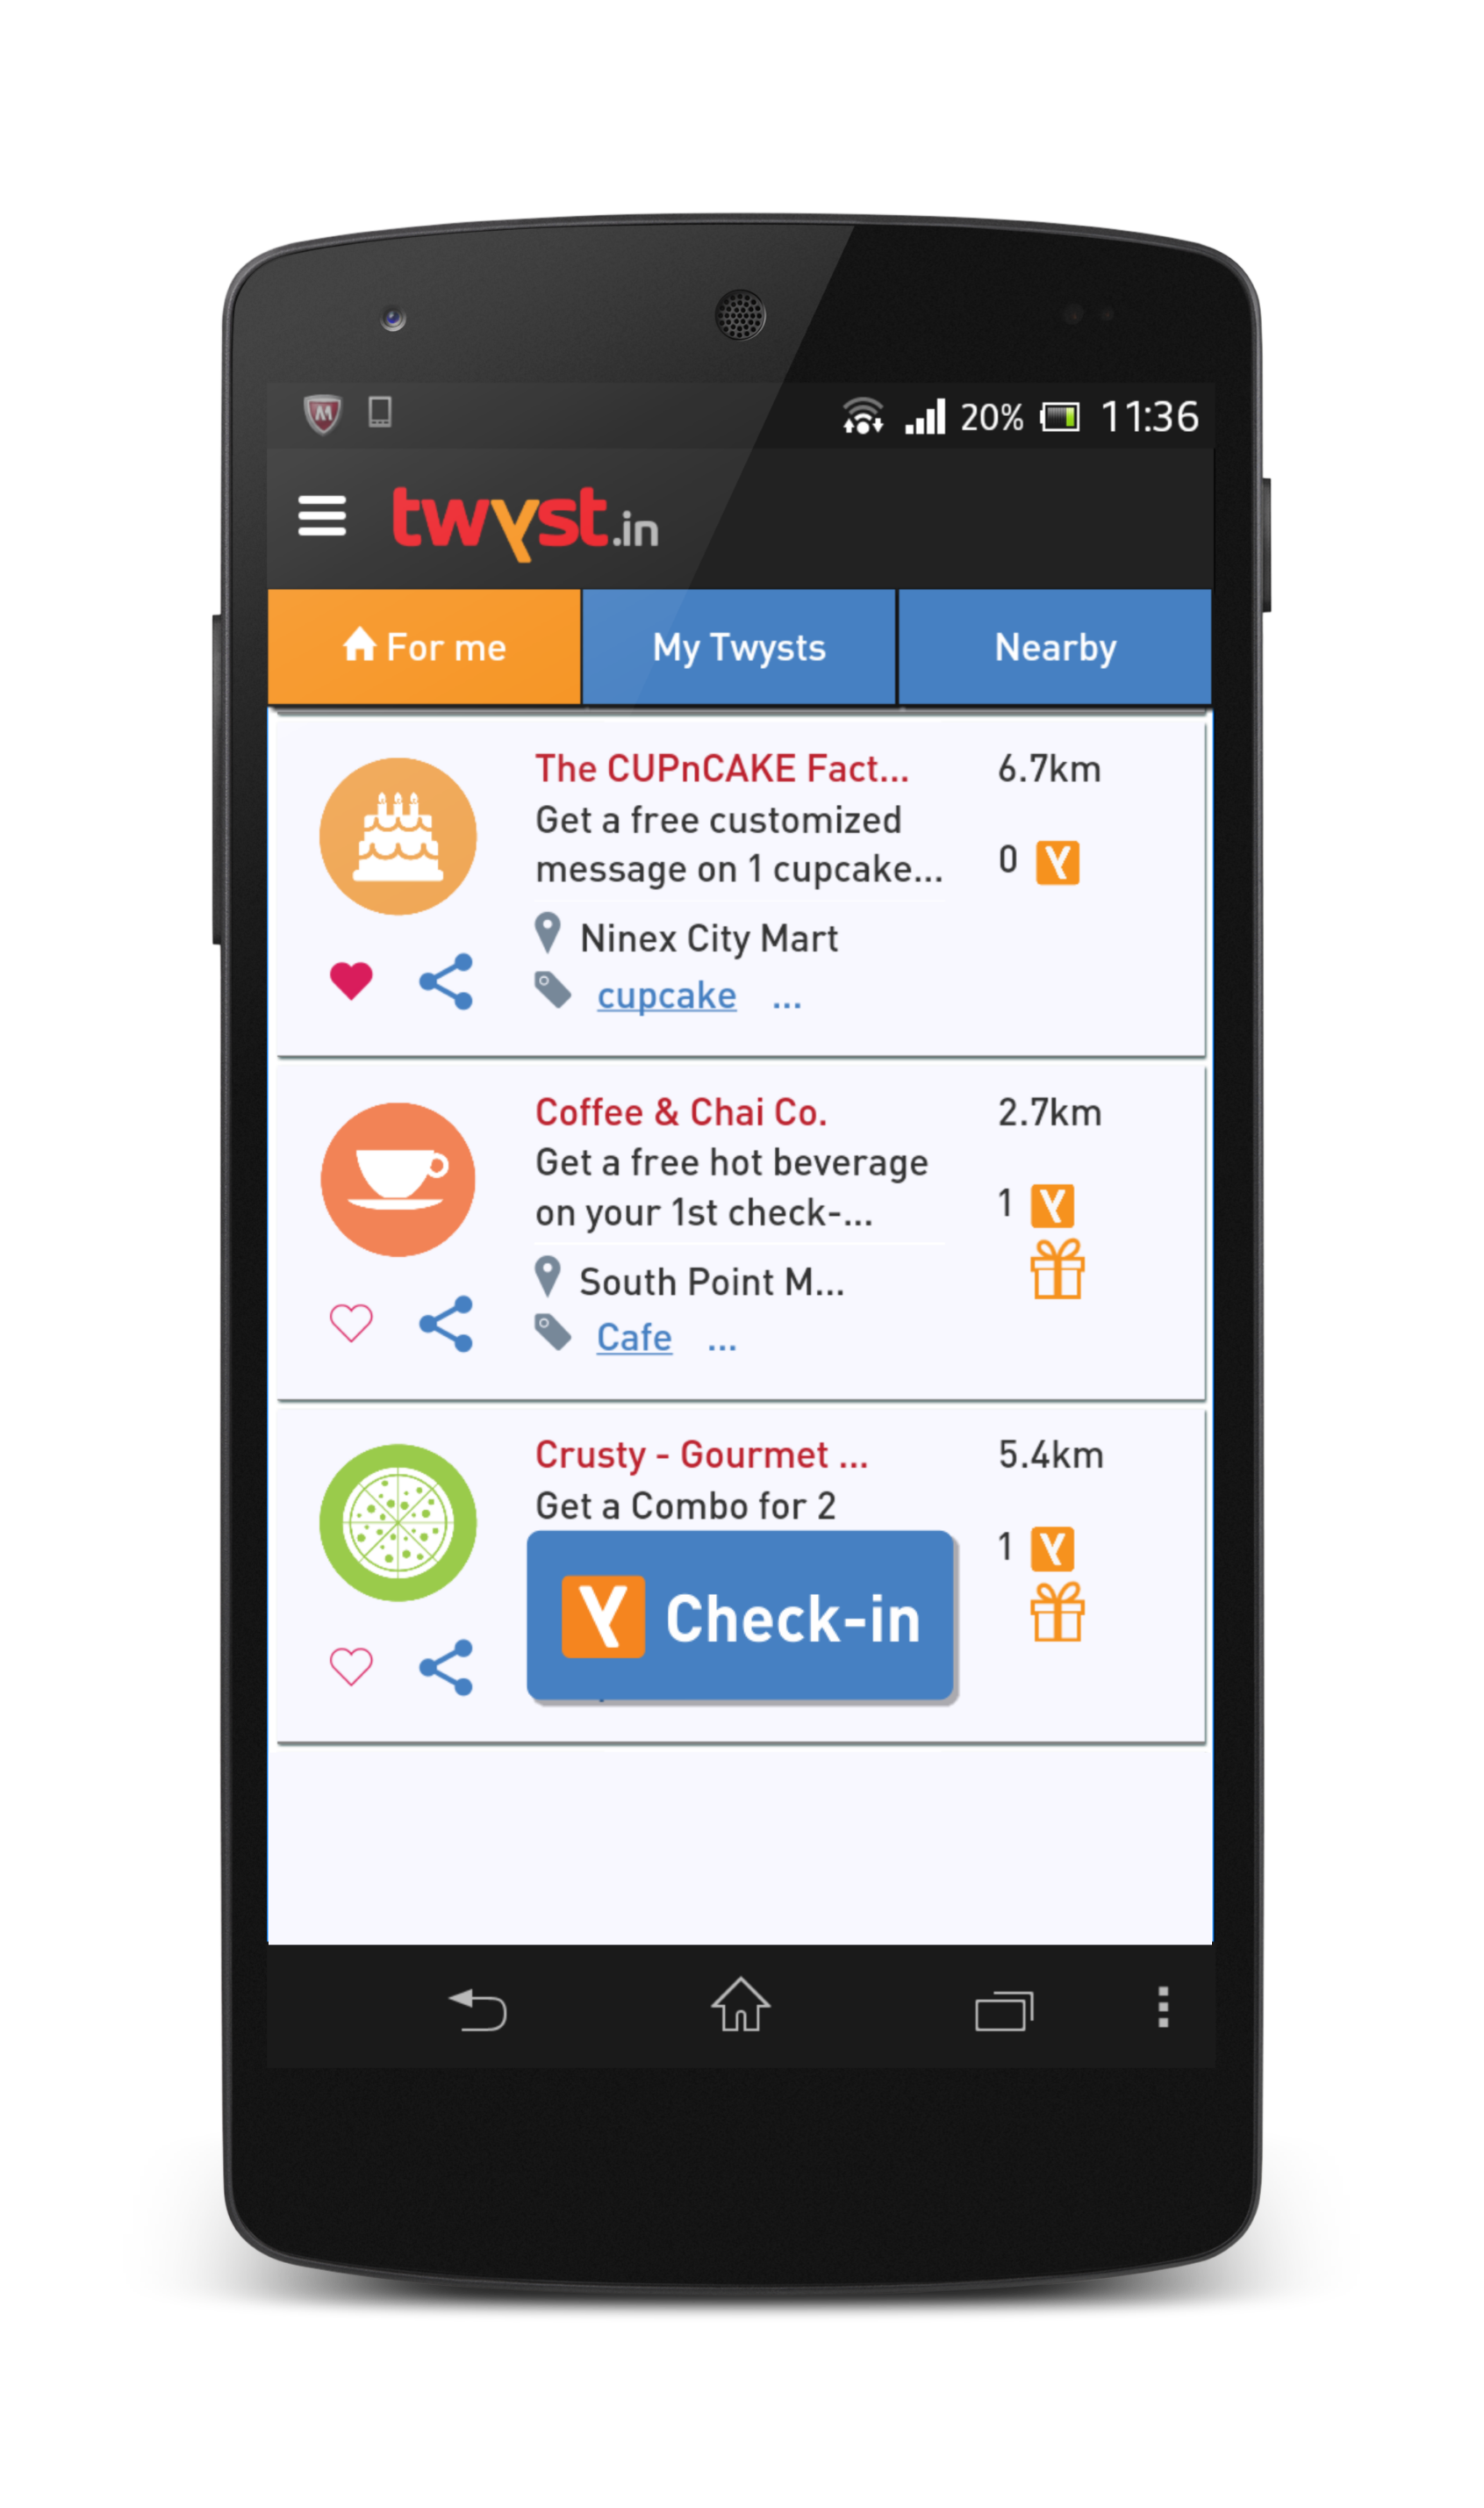 20% 11:36
twyst.in
For me My Twysts Nearby
The CUPnCAKE Fact... 6.7km
Get a free customized
message on 1 cupcake... 0
Ninex City Mart
cupcake ...
Coffee & Chai Co. 2.7km
Get a free hot beverage
on your 1st check-... 1
South Point M...
Cafe ...
Crusty - Gourmet ... 5.4km
Get a Combo for 2
1
Check-in